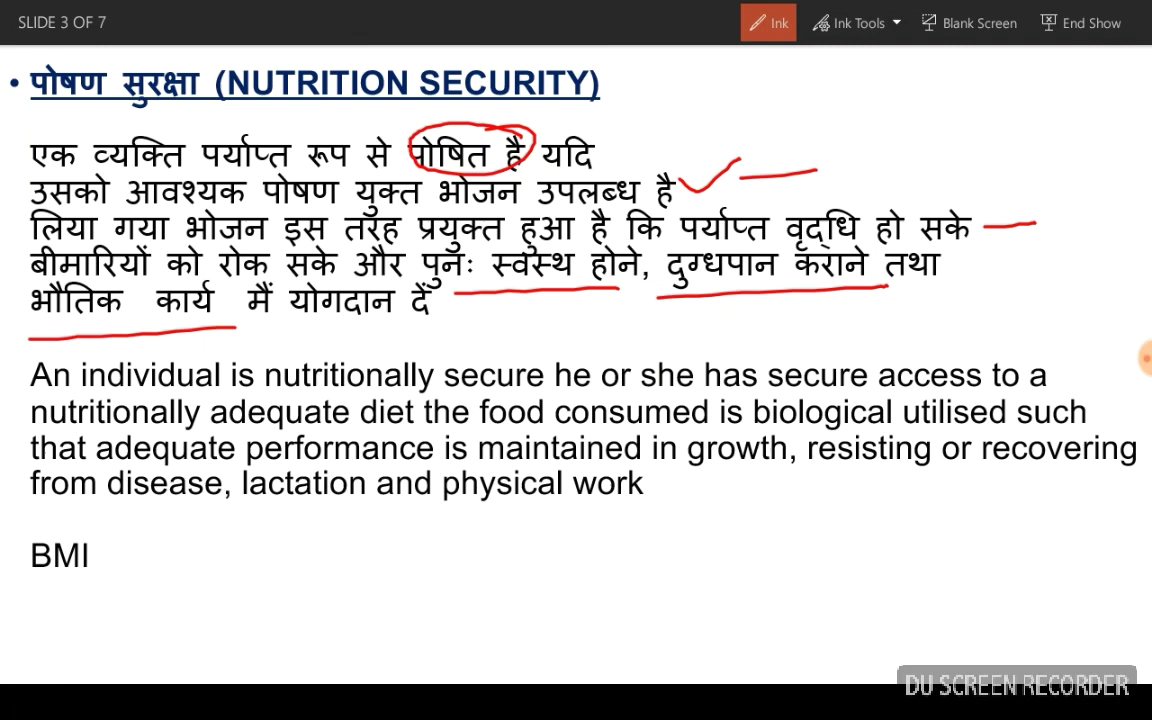 SLIDE 3 OF 7
Ink
Ink Tools
Blank Screen
End Show
• पोषण सुरक्षा (NUTRITION SECURITY)
एक व्यक्ति पर्याप्त रूप से पोषित है यदि
उसको आवश्यक पोषण युक्त भोजन उपलब्ध है
लिया गया भोजन इस तरह प्रयुक्त हुआ है कि पर्याप्त वृद्धि हो सके
बीमारियों को रोक सके और पुनः स्वस्थ होने, दुग्धपान कराने तथा
भौतिक कार्य मैं योगदान दें
An individual is nutritionally secure he or she has secure access to a
nutritionally adequate diet the food consumed is biological utilised such
that adequate performance is maintained in growth, resisting or recovering
from disease, lactation and physical work
BMI
DU SCREEN RECORDER